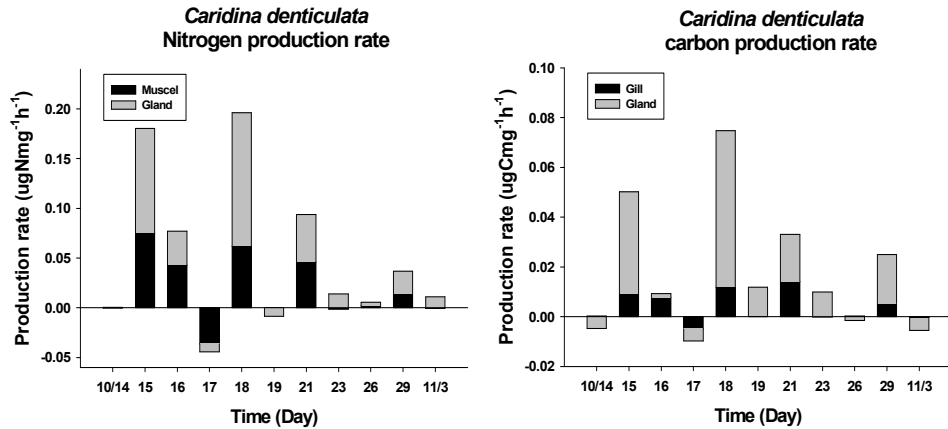 Caridina denticulata
Nitrogen production rate
Muscel
Gland
Production rate (ugNmg⁻¹h⁻¹)
0.20
0.15
0.10
0.05
0.00
-0.05
10/14 15 16 17 18 19 21 23 26 29 11/3
Time (Day)
Caridina denticulata
carbon production rate
Gill
Gland
Production rate (ugCmg⁻¹h⁻¹)
0.10
0.08
0.06
0.04
0.02
0.00
-0.02
10/14 15 16 17 18 19 21 23 26 29 11/3
Time (Day)